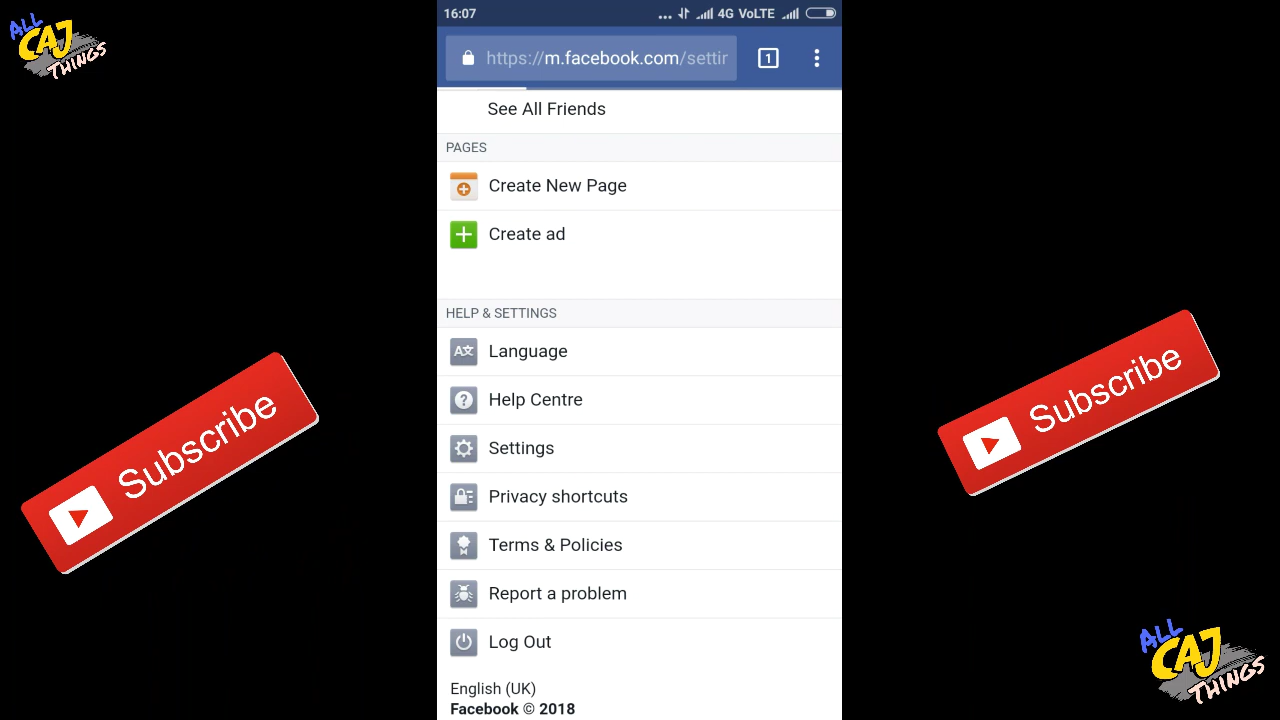 ALL
CAJ
THINGS
16:07
... 4G VoLTE
https://m.facebook.com/settir
1
See All Friends
PAGES
Create New Page
Create ad
HELP & SETTINGS
A文 Language
? Help Centre
Settings
Privacy shortcuts
Terms & Policies
Report a problem
Log Out
English (UK)
Facebook © 2018
Subscribe
Subscribe
ALL
CAJ
THINGS